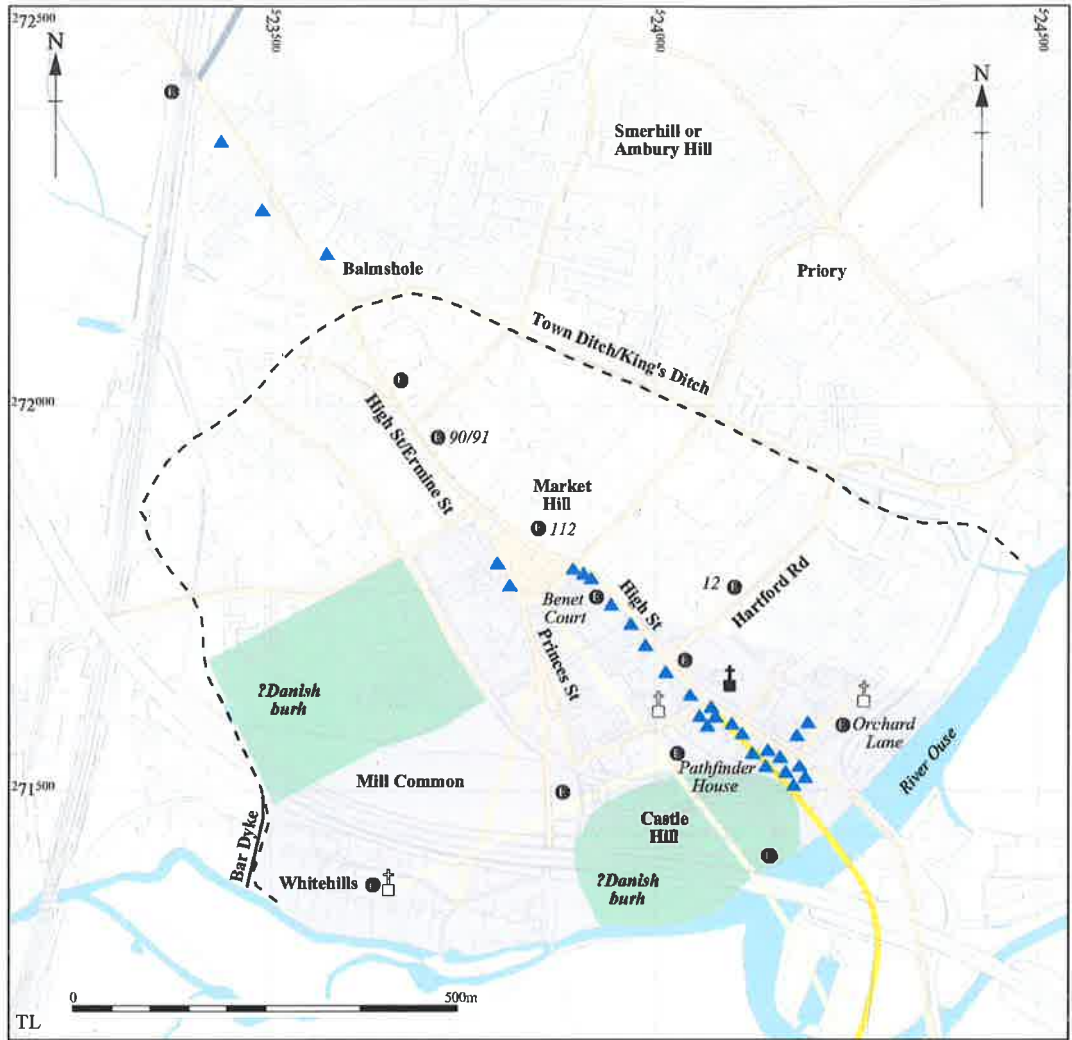 272500
523500
524000
524500
N
N
Smerhill or
Ambury Hill
Balmshole
Priory
Town Ditch/King's Ditch
272000
High St/Ermine St
90/91
Market
Hill
112
12
Hartford Rd
Benet
Court
High St
Princes St
?Danish
burh
Orchard
Lane
River Ouse
Mill Common
Pathfinder
House
271500
Castle
Hill
Bar Dyke
Whitehills
?Danish
burh
0
500m
TL